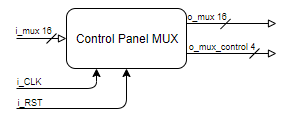 o_mux 16
i_mux 16
Control Panel MUX
o_mux_control 4
i_CLK
i_RST